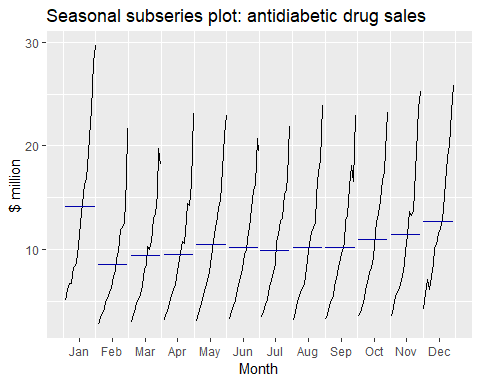 Seasonal subseries plot: antidiabetic drug sales
$ million
30
20
10
Jan Feb Mar Apr May Jun Jul Aug Sep Oct Nov Dec
Month